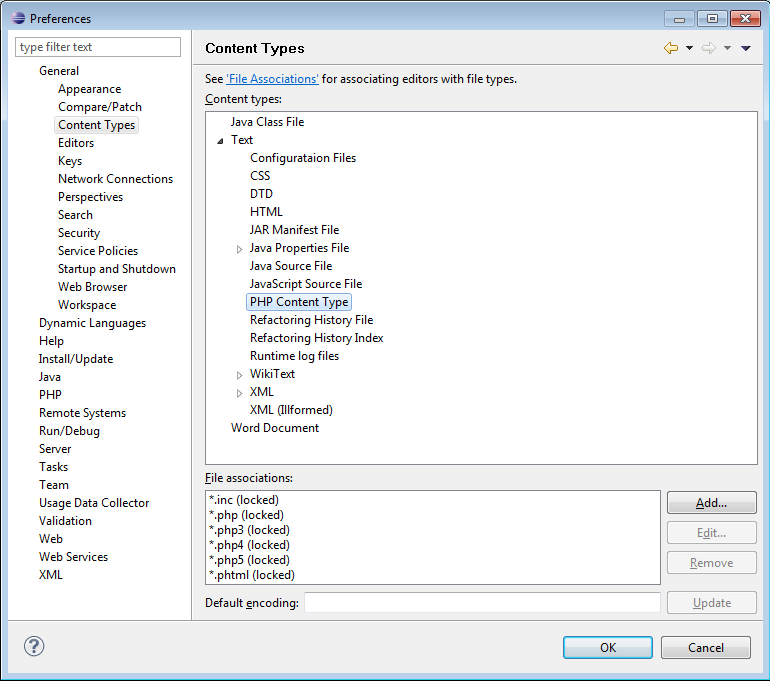 Preferences
type filter text
General
Appearance
Compare/Patch
Content Types
Editors
Keys
Network Connections
Perspectives
Search
Security
Service Policies
Startup and Shutdown
Web Browser
Workspace
Dynamic Languages
Help
Install/Update
Java
PHP
Remote Systems
Run/Debug
Server
Tasks
Team
Usage Data Collector
Validation
Web
Web Services
XML
Content Types
See 'File Associations' for associating editors with file types.
Content types:
Java Class File
Text
Configurataion Files
CSS
DTD
HTML
JAR Manifest File
Java Properties File
Java Source File
JavaScript Source File
PHP Content Type
Refactoring History File
Refactoring History Index
Runtime log files
WikiText
XML
XML (Illformed)
Word Document
File associations:
*.inc (locked)
*.php (locked)
*.php3 (locked)
*.php4 (locked)
*.php5 (locked)
*.phtml (locked)
Add...
Edit...
Remove
Default encoding:
Update
?
OK
Cancel